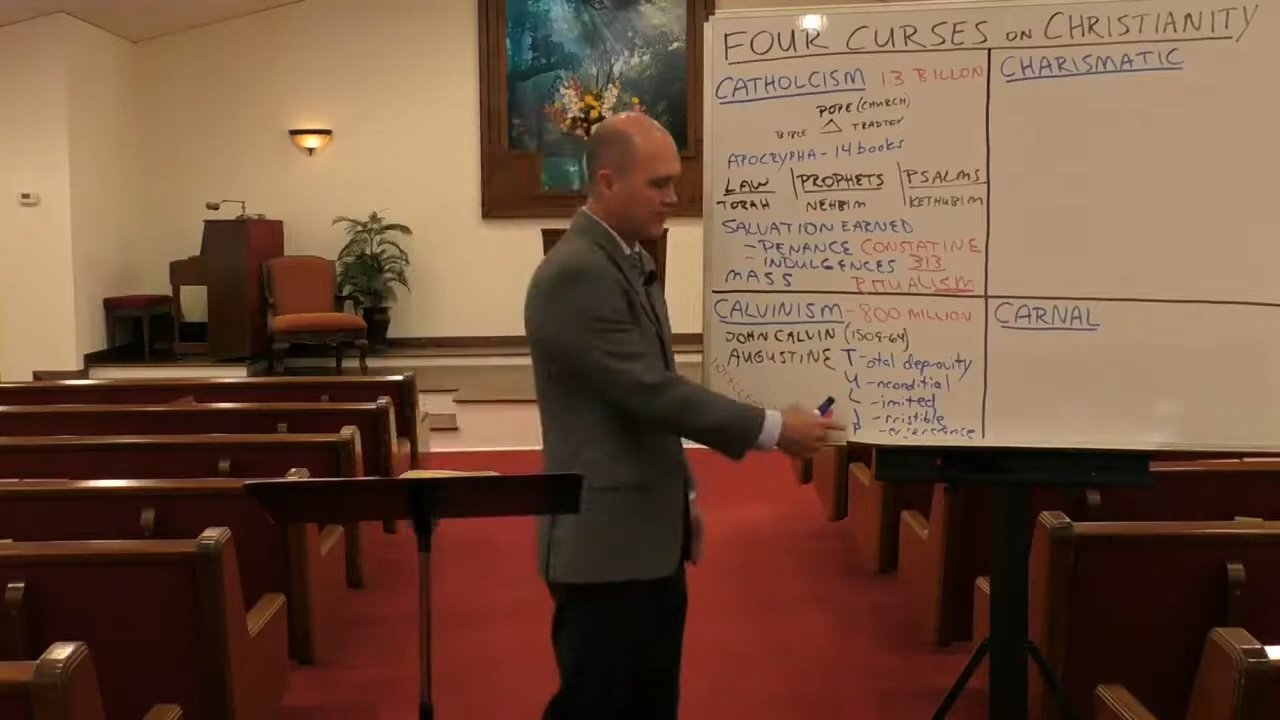 FOUR CURSES ON CHRISTIANITY
CATHOLCISM 1.3 BILLON
POPE (CHURCH)
BIBLE TRADTON
APOCRYPHA - 14 books
LAW PROPHETS PSALMS
TORAH NEHBIM KETHUBIM
SALVATION EARNED
- PENANCE CONSTATINE
- INDULGENCES 313
MASS RITUALISM
CHARISMATIC
CALVINISM - 800 MILLION
JOHN CALVIN (1509-64)
AUGUSTINE T-otal depravity
U-nconditial
L-imited
-rristible
CARNAL